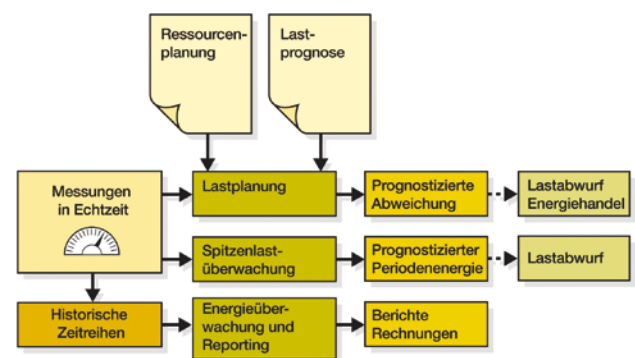 Ressourcen-
planung
Last-
prognose
Messungen
in Echtzeit
Lastplanung
Prognostizierte
Abweichung
Lastabwurf
Energiehandel
Spitzenlast-
überwachung
Prognostizierter
Periodenenergie
Lastabwurf
Historische
Zeitreihen
Energieüber-
wachung und
Reporting
Berichte
Rechnungen